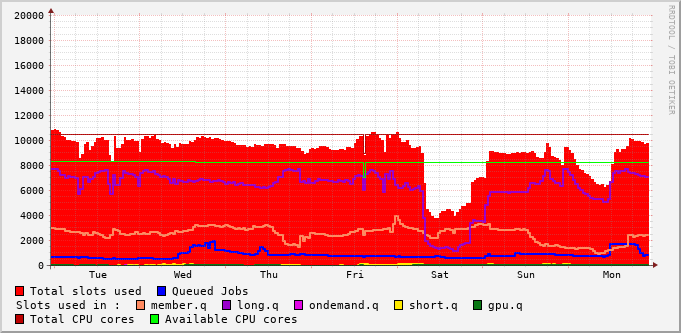 RRDTOOL / TOBI OETIKER
20000
18000
16000
14000
12000
10000
8000
6000
4000
2000
0
Tue Wed Thu Fri Sat Sun Mon
Total slots used Queued Jobs
Slots used in : member.q long.q ondemand.q short.q gpu.q
Total CPU cores Available CPU cores